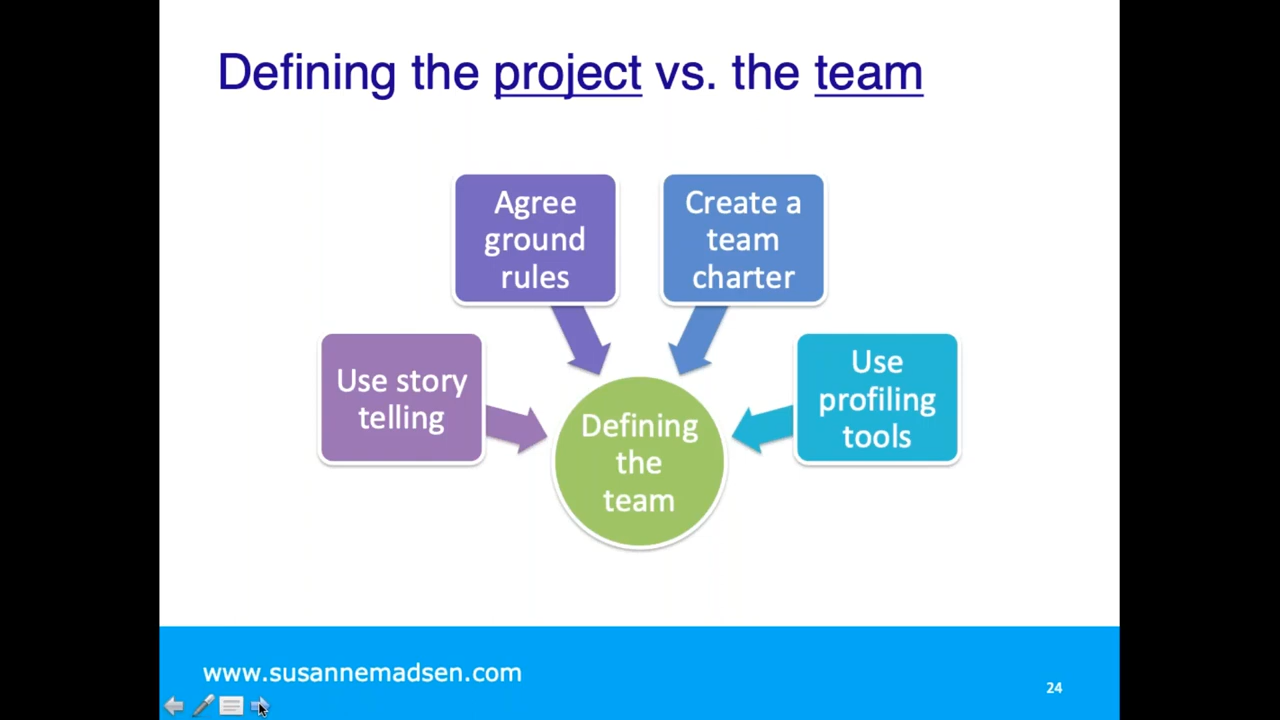 Defining the project vs. the team
Agree
ground
rules
Create a
team
charter
Use story
telling
Use
profiling
tools
Defining
the
team
www.susannemadsen.com
24